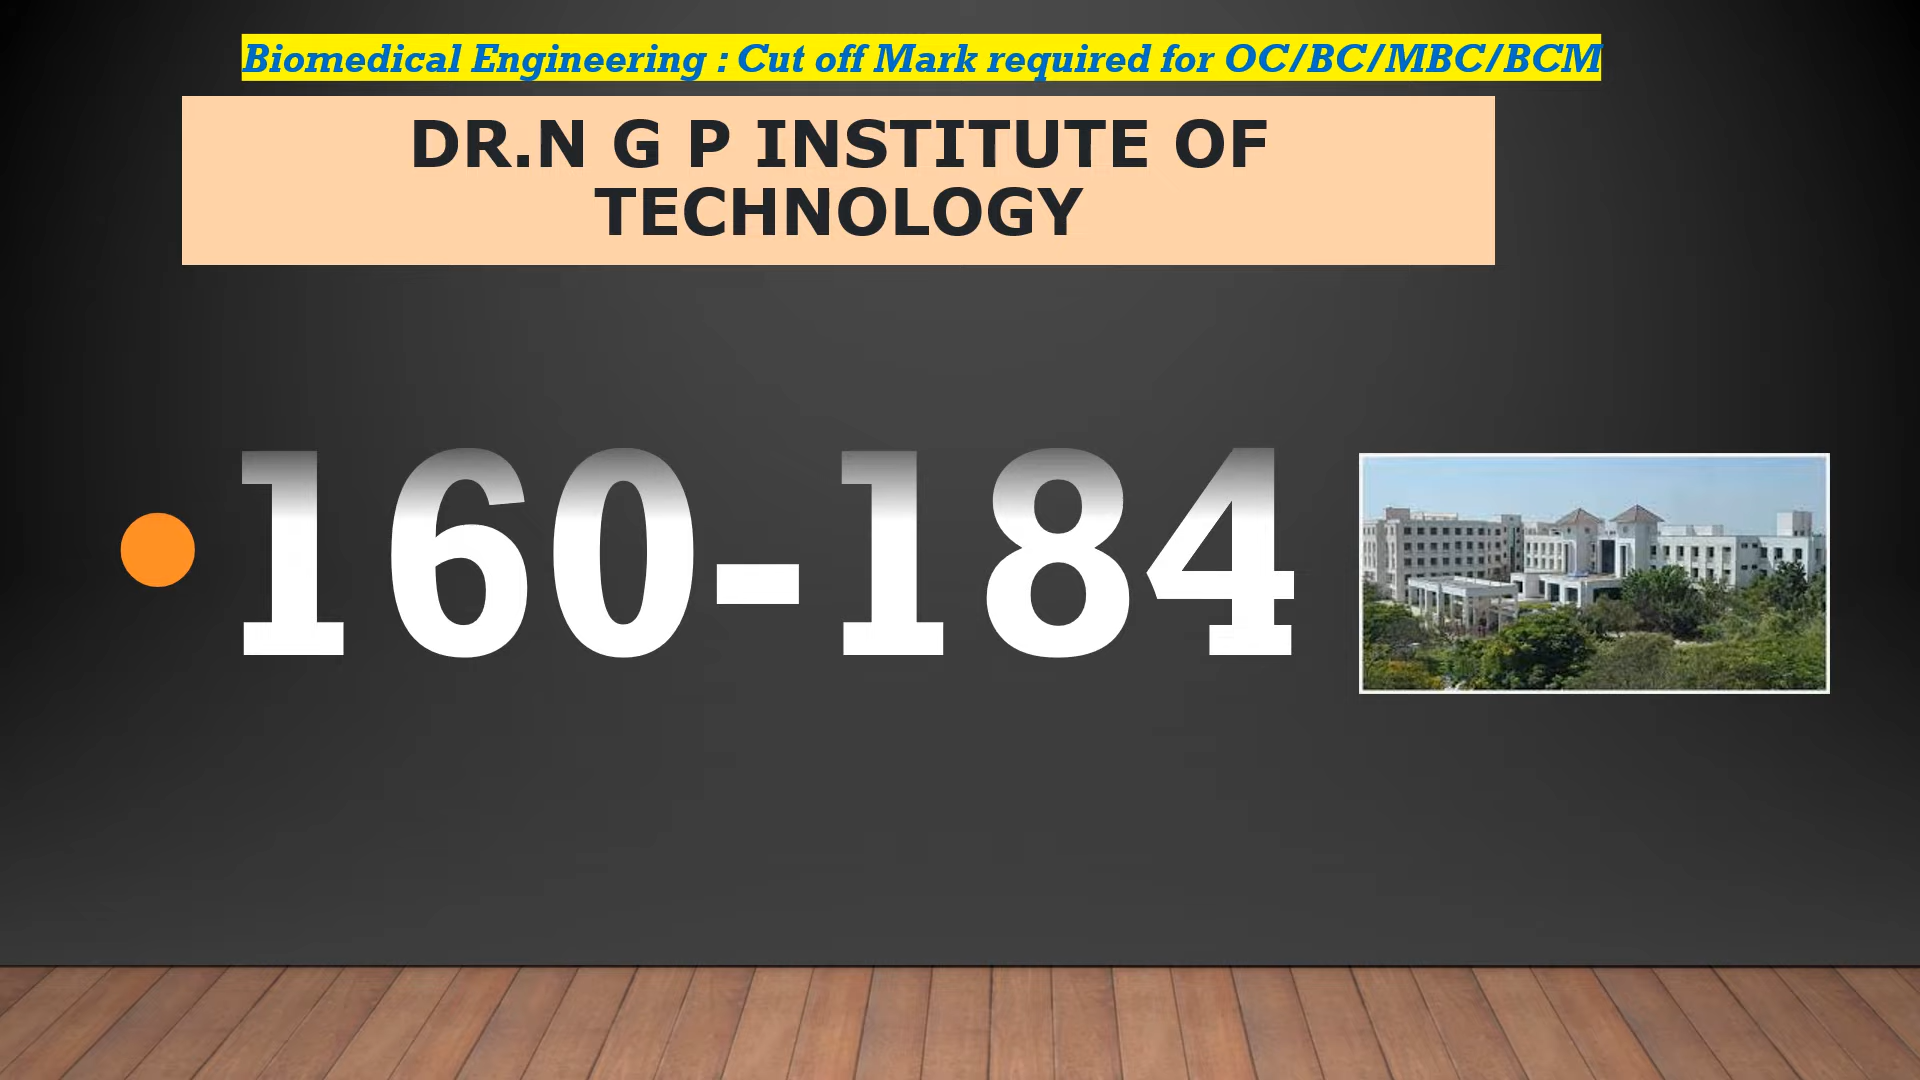 Biomedical Engineering : Cut off Mark required for OC/BC/MBC/BCM
DR.N G P INSTITUTE OF
TECHNOLOGY
160-184